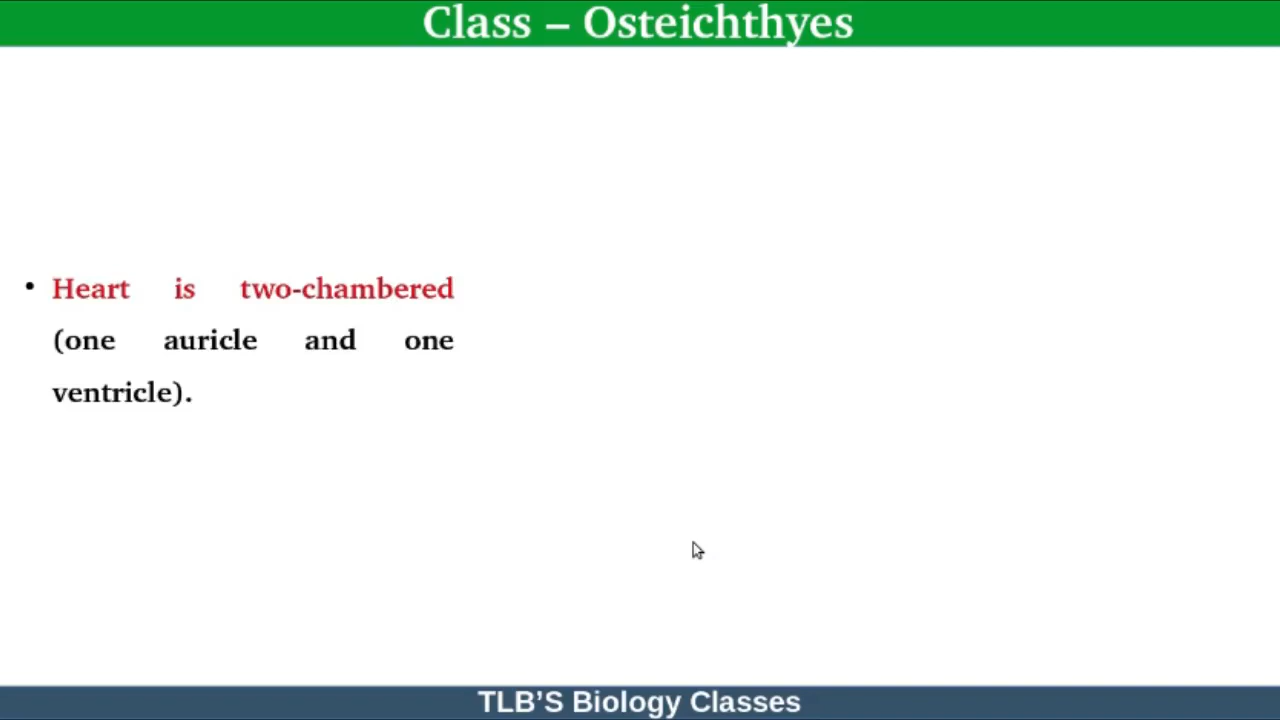 Class – Osteichthyes
• Heart is two-chambered
(one auricle and one
ventricle).
TLB’S Biology Classes